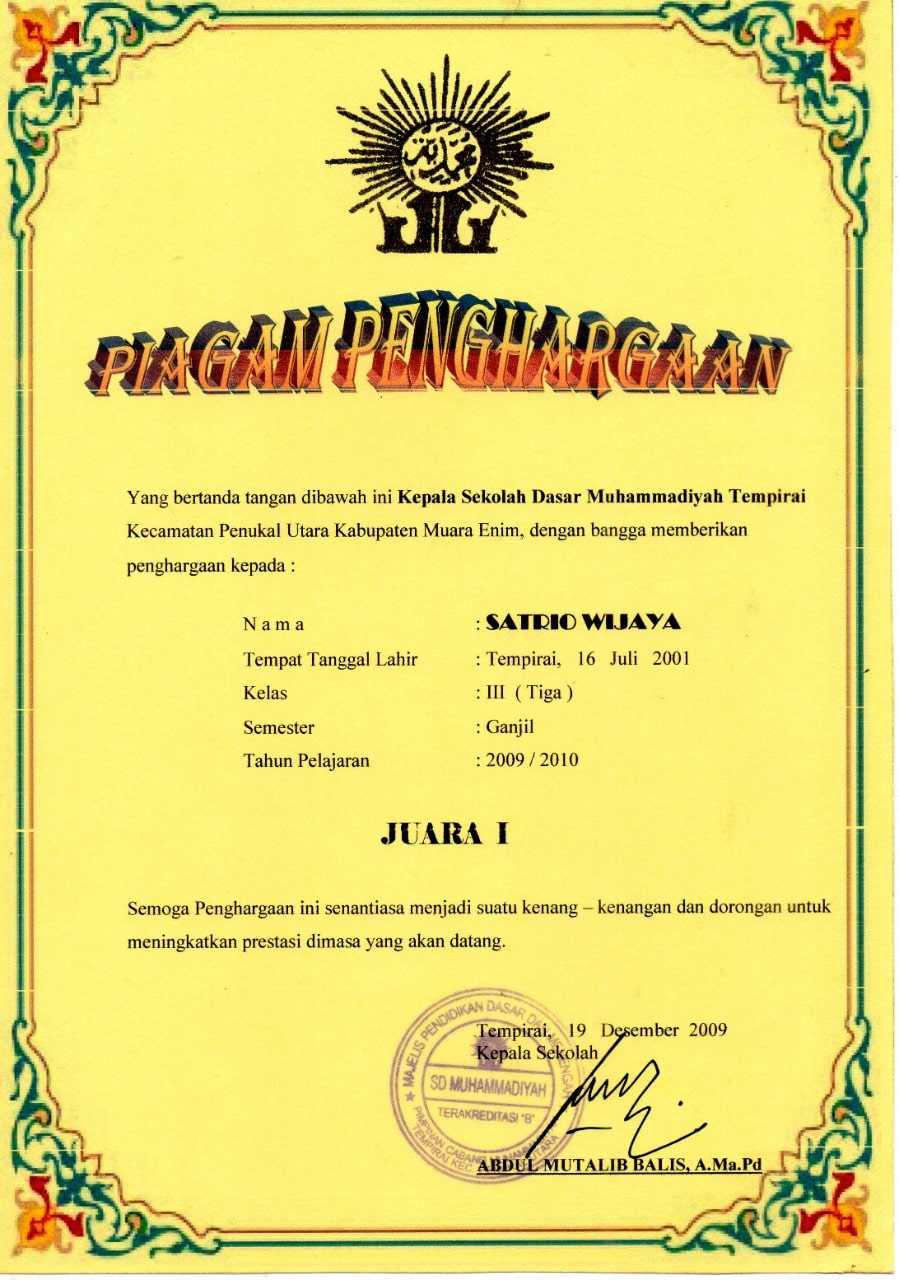 PIAGAM PENGHARGAAN
Yang bertanda tangan dibawah ini Kepala Sekolah Dasar Muhammadiyah Tempirai
Kecamatan Penukal Utara Kabupaten Muara Enim, dengan bangga memberikan
penghargaan kepada :
N a m a : SATRIO WIJAYA
Tempat Tanggal Lahir : Tempirai, 16 Juli 2001
Kelas : III ( Tiga )
Semester : Ganjil
Tahun Pelajaran : 2009 / 2010
JUARA I
Semoga Penghargaan ini senantiasa menjadi suatu kenang – kenangan dan dorongan untuk
meningkatkan prestasi dimasa yang akan datang.
Tempirai, 19 Desember 2009
Kepala Sekolah
MAJELIS PENDIDIKAN DASAR DAN MENENGAH
SD MUHAMMADIYAH
TERAKREDITASI "B"
PIMPINAN CABANG
TEMPIRAI KEC. UTARA
ABDUL MUTALIB BALIS, A.Ma.Pd